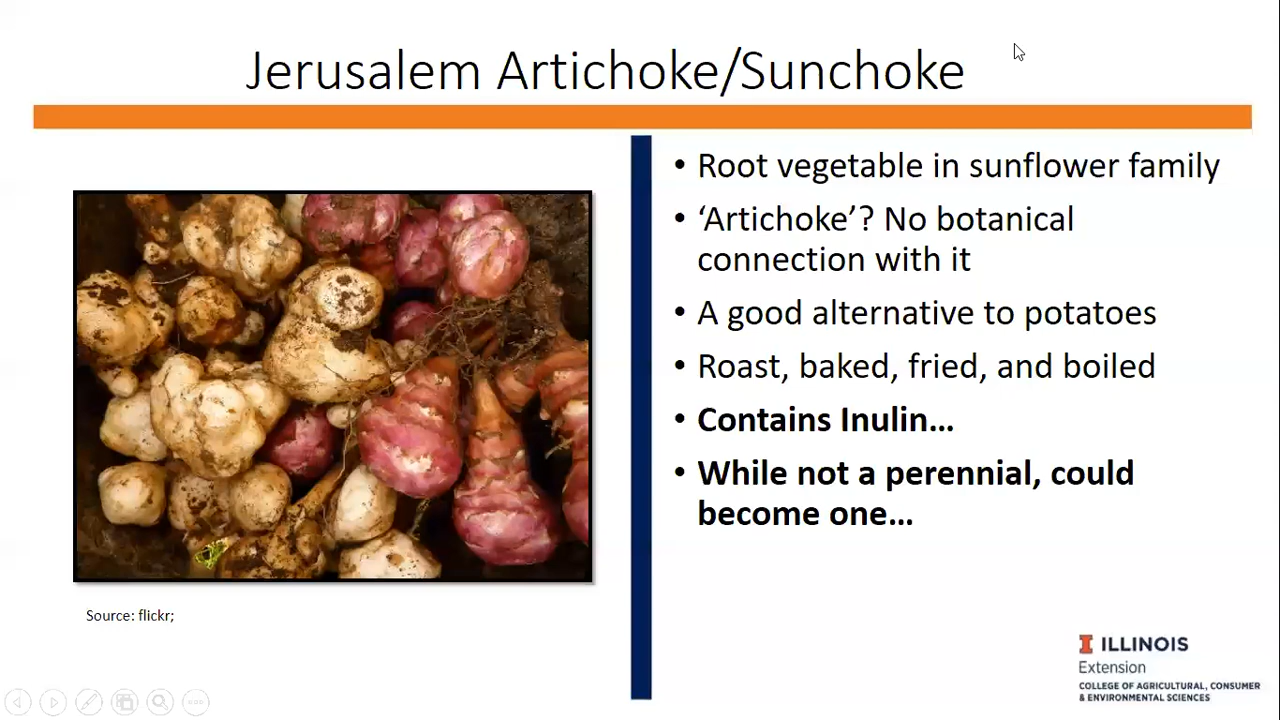 Jerusalem Artichoke/Sunchoke
• Root vegetable in sunflower family
• ‘Artichoke’? No botanical
connection with it
• A good alternative to potatoes
• Roast, baked, fried, and boiled
• Contains Inulin…
• While not a perennial, could
become one…
Source: flickr;
I ILLINOIS
Extension
COLLEGE OF AGRICULTURAL, CONSUMER
& ENVIRONMENTAL SCIENCES